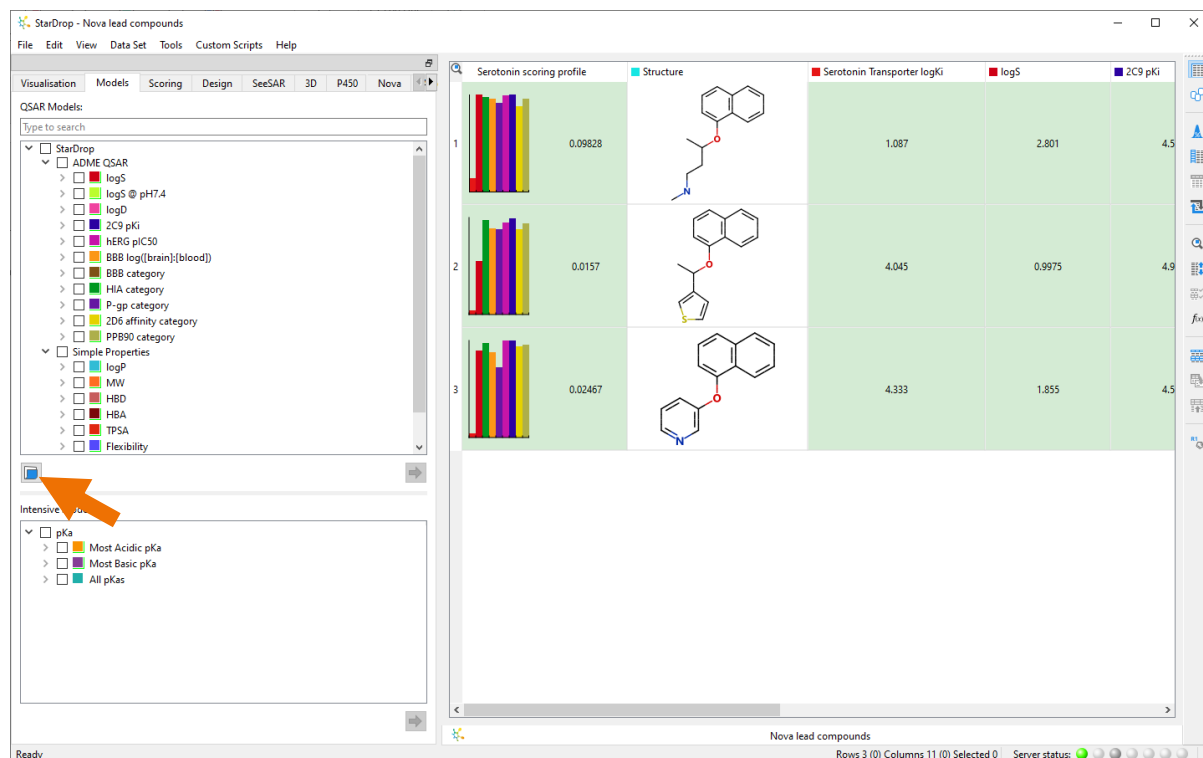 StarDrop - Nova lead compounds
File Edit View Data Set Tools Custom Scripts Help
Visualisation Models Scoring Design SeeSAR 3D P450 Nova
QSAR Models:
Type to search
StarDrop
ADME QSAR
logS
logS @ pH7.4
logD
2C9 pKi
hERG pIC50
BBB log([brain]:[blood])
BBB category
HIA category
P-gp category
2D6 affinity category
PPB90 category
Simple Properties
logP
MW
HBD
HBA
TPSA
Flexibility
Intensive
pKa
Most Acidic pKa
Most Basic pKa
All pKas
Serotonin scoring profile Structure Serotonin Transporter logKi logS 2C9 pKi
1 0.09828 O N 1.087 2.801 4.5
2 0.0157 O S 4.045 0.9975 4.9
3 0.02467 O N 4.333 1.855 4.5
Nova lead compounds
Ready Rows 3 (0) Columns 11 (0) Selected 0 Server status: